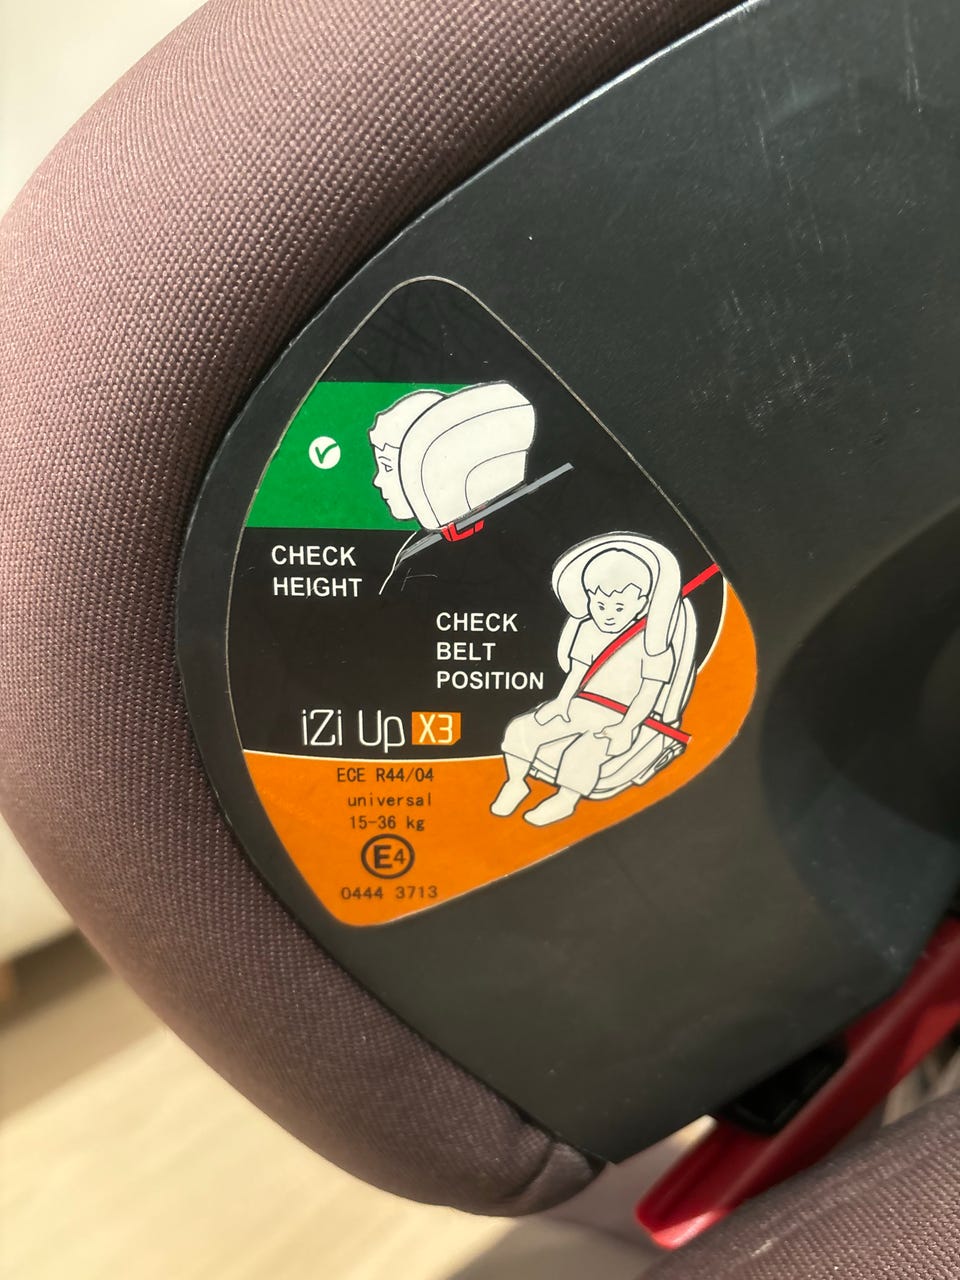 CHECK
HEIGHT
CHECK
BELT
POSITION
iZi Up X3
ECE R44/04
universal
15-36 kg
E4
0444 3713